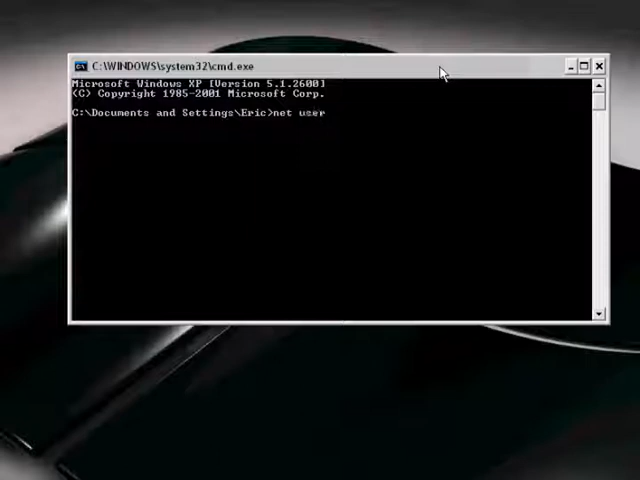 C:\WINDOWS\system32\cmd.exe
Microsoft Windows XP [Version 5.1.2600]
(C) Copyright 1985-2001 Microsoft Corp.
C:\Documents and Settings\Eric>net user